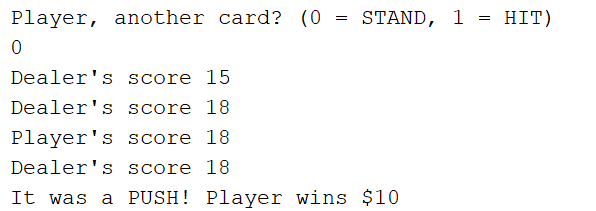 Player, another card? (0 = STAND, 1 = HIT)
0
Dealer's score 15
Dealer's score 18
Player's score 18
Dealer's score 18
It was a PUSH! Player wins $10